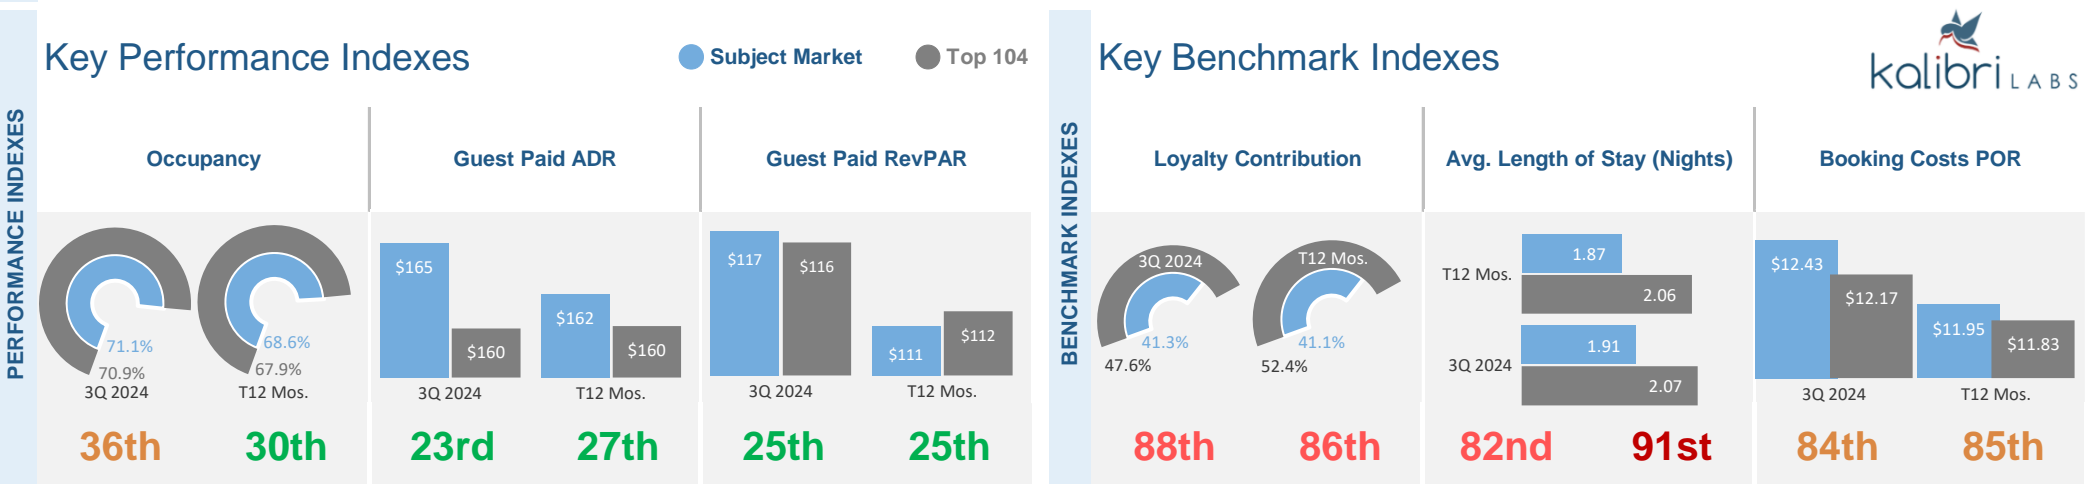 PERFORMANCE INDEXES
Key Performance Indexes
Subject Market
Top 104
Occupancy
Guest Paid ADR
Guest Paid RevPAR
71.1%
70.9%
3Q 2024
68.6%
67.9%
T12 Mos.
$165
$160
3Q 2024
$162
$160
T12 Mos.
$117
$116
3Q 2024
$111
$112
T12 Mos.
36th
30th
23rd
27th
25th
25th
BENCHMARK INDEXES
Key Benchmark Indexes
kalibri LABS
Loyalty Contribution
Avg. Length of Stay (Nights)
Booking Costs POR
3Q 2024
41.3%
47.6%
T12 Mos.
41.1%
52.4%
T12 Mos.
1.87
2.06
3Q 2024
1.91
2.07
$12.43
$12.17
3Q 2024
$11.95
$11.83
T12 Mos.
88th
86th
82nd
91st
84th
85th